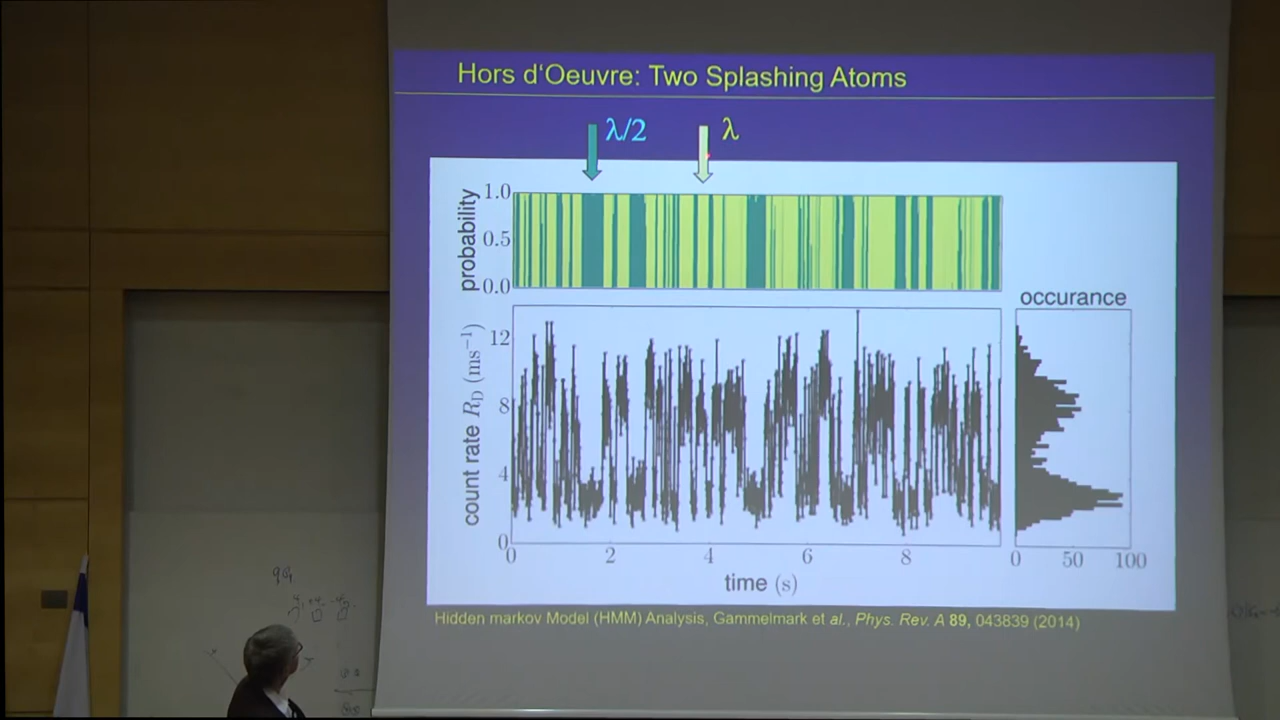 Hors d'Oeuvre: Two Splashing Atoms
λ/2 λ
probability
1.0
0.5
0.0
occurance
count rate R_D (ms⁻¹)
12
8
4
0
0 2 4 6 8
time (s)
0 50 100
Hidden markov Model (HMM) Analysis, Gammelmark et al., Phys. Rev. A 89, 043839 (2014)